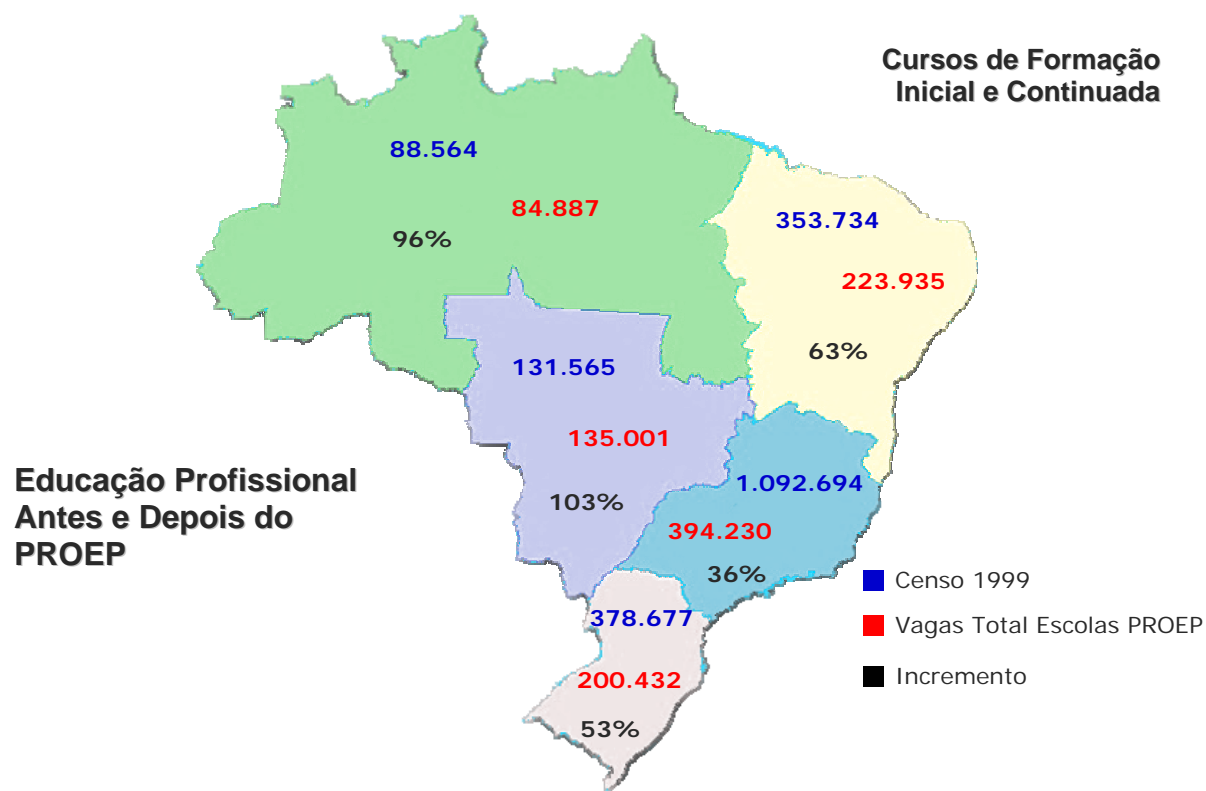 Cursos de Formação
Inicial e Continuada
88.564
84.887
96%
353.734
223.935
63%
131.565
135.001
103%
Educação Profissional
Antes e Depois do
PROEP
1.092.694
394.230
36%
378.677
200.432
53%
Censo 1999
Vagas Total Escolas PROEP
Incremento